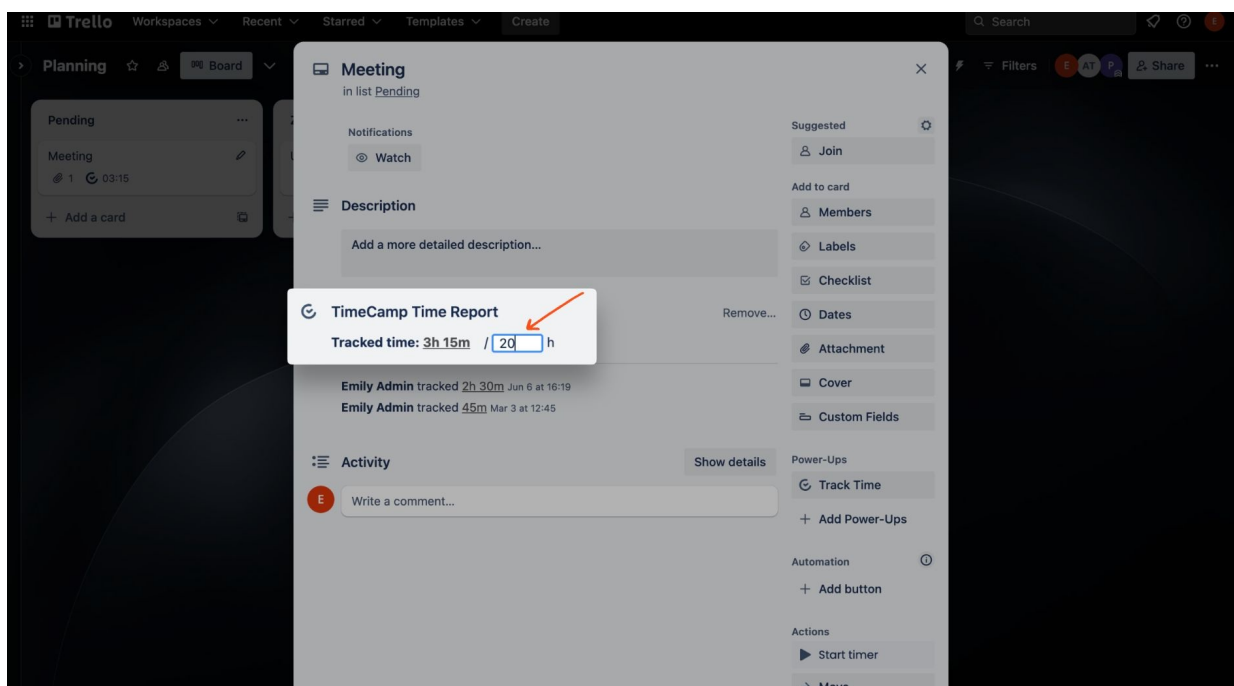 Trello Workspaces Recent Starred Templates Create Search E
Planning Board Filters E AT P Share
Pending
Meeting
1 03:15
+ Add a card
Meeting
in list Pending
Notifications
Watch
Description
Add a more detailed description...
TimeCamp Time Report Remove...
Tracked time: 3h 15m / 20 h
Emily Admin tracked 2h 30m Jun 6 at 16:19
Emily Admin tracked 45m Mar 3 at 12:45
Activity Show details
E Write a comment...
Suggested
Join
Add to card
Members
Labels
Checklist
Dates
Attachment
Cover
Custom Fields
Power-Ups
Track Time
+ Add Power-Ups
Automation
+ Add button
Actions
Start timer